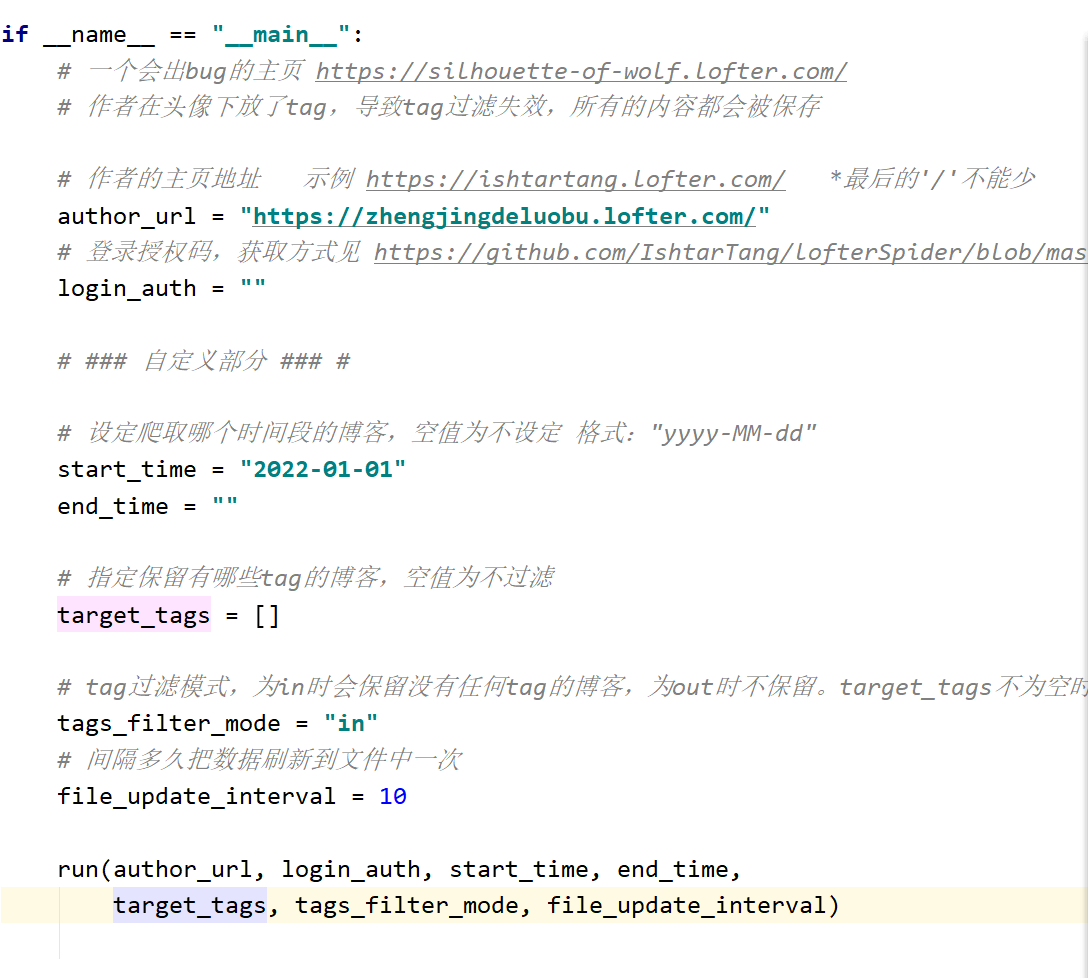 if __name__ == "__main__":
# 一个会出bug的主页 https://silhouette-of-wolf.lofter.com/
# 作者在头像下放了tag，导致tag过滤失效，所有的内容都会被保存
# 作者的主页地址   示例 https://ishtartang.lofter.com/   *最后的'/'不能少
author_url = "https://zhengjingdeluobu.lofter.com/"
# 登录授权码，获取方式见 https://github.com/IshtarTang/lofterSpider/blob/mas
login_auth = ""
# ### 自定义部分 ### #
# 设定爬取哪个时间段的博客，空值为不设定 格式："yyyy-MM-dd"
start_time = "2022-01-01"
end_time = ""
# 指定保留有哪些tag的博客，空值为不过滤
target_tags = []
# tag过滤模式，为in时会保留没有任何tag的博客，为out时不保留。target_tags不为空时
tags_filter_mode = "in"
# 间隔多久把数据刷新到文件中一次
file_update_interval = 10
run(author_url, login_auth, start_time, end_time,
target_tags, tags_filter_mode, file_update_interval)